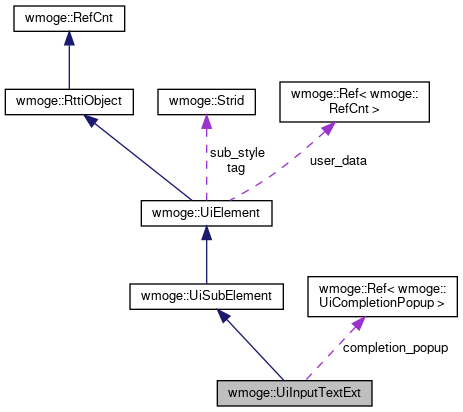 wmoge::RefCnt
wmoge::RttiObject
wmoge::Strid
wmoge::Ref< wmoge::
RefCnt >
sub_style
tag
user_data
wmoge::UiElement
wmoge::UiSubElement
wmoge::Ref< wmoge::
UiCompletionPopup >
completion_popup
wmoge::UiInputTextExt